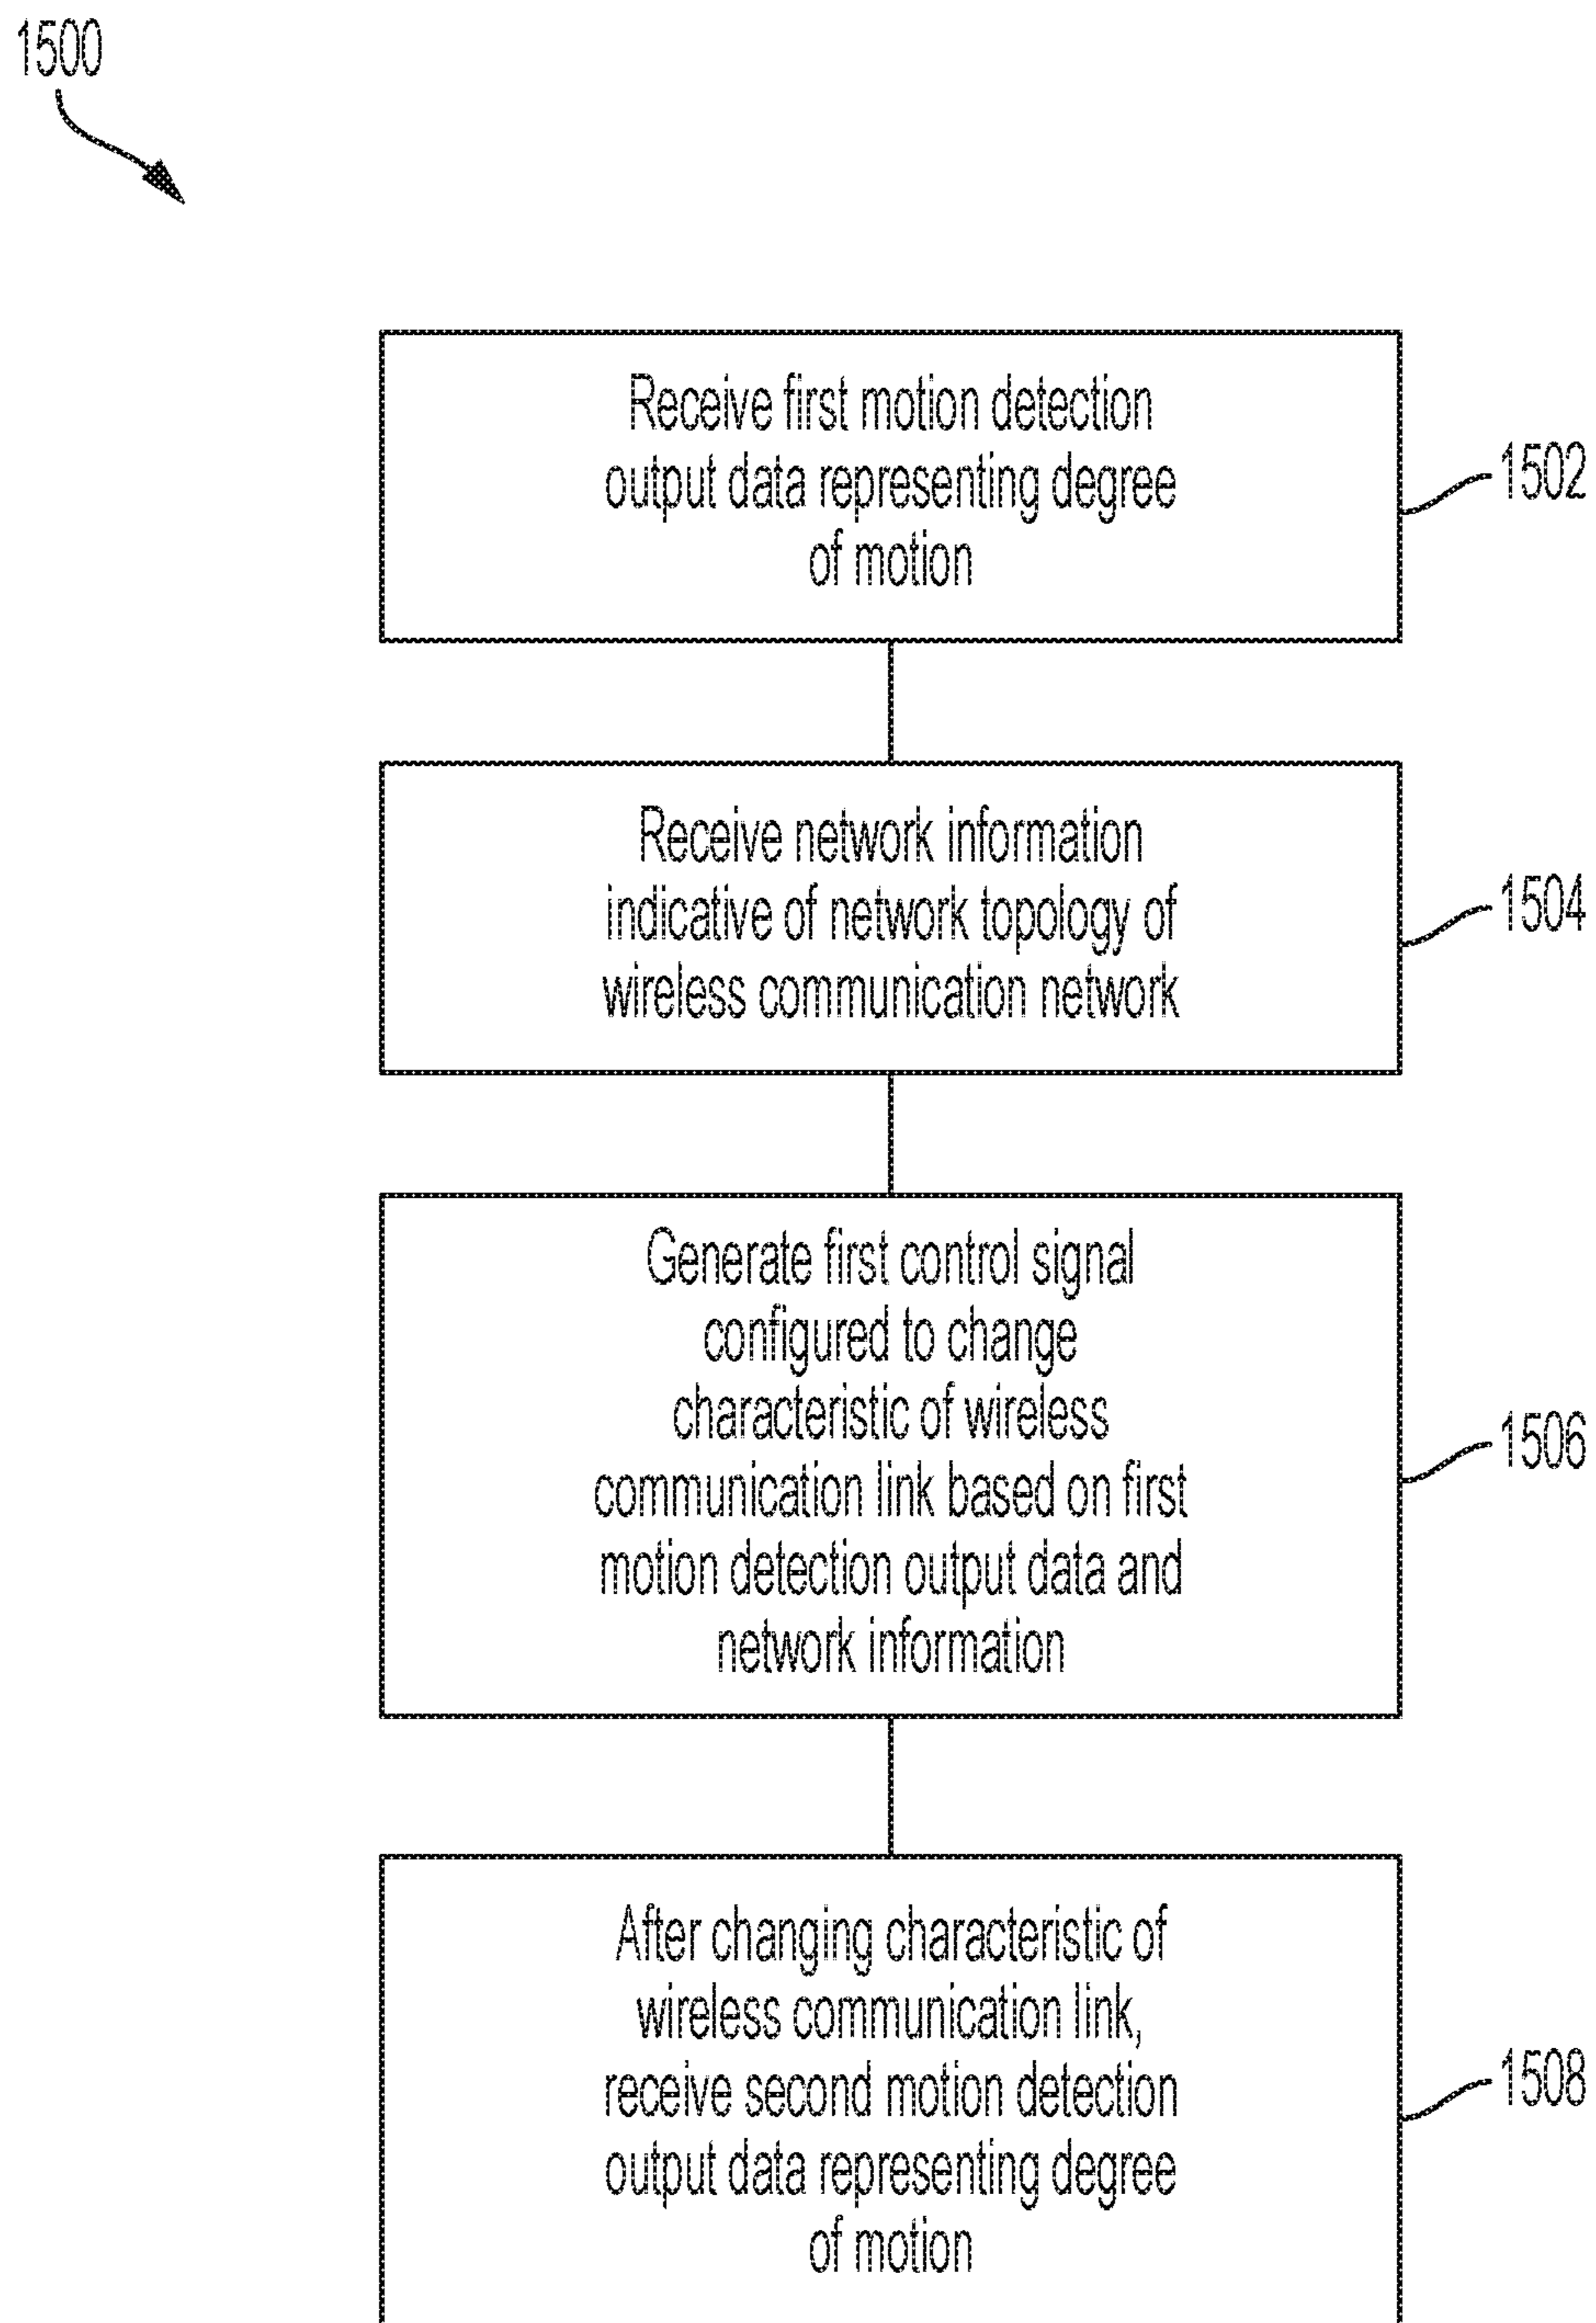 1500
Receive first motion detection
output data representing degree
of motion
1502
Receive network information
indicative of network topology of
wireless communication network
1504
Generate first control signal
configured to change
characteristic of wireless
communication link based on first
motion detection output data and
network information
1506
After changing characteristic of
wireless communication link,
receive second motion detection
output data representing degree
of motion
1508